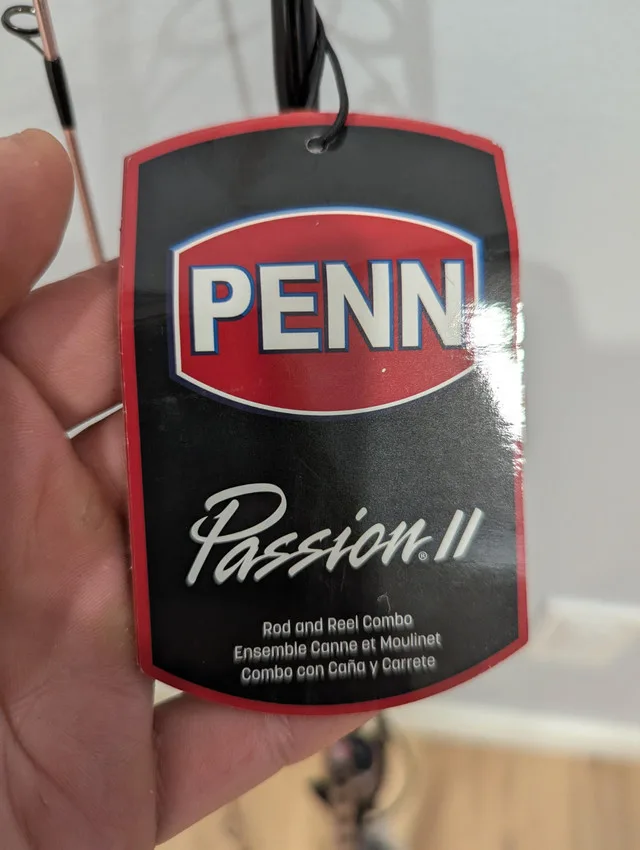 PENN
Passion® II
Rod and Reel Combo
Ensemble Canne et Moulinet
Combo con Caña y Carrete